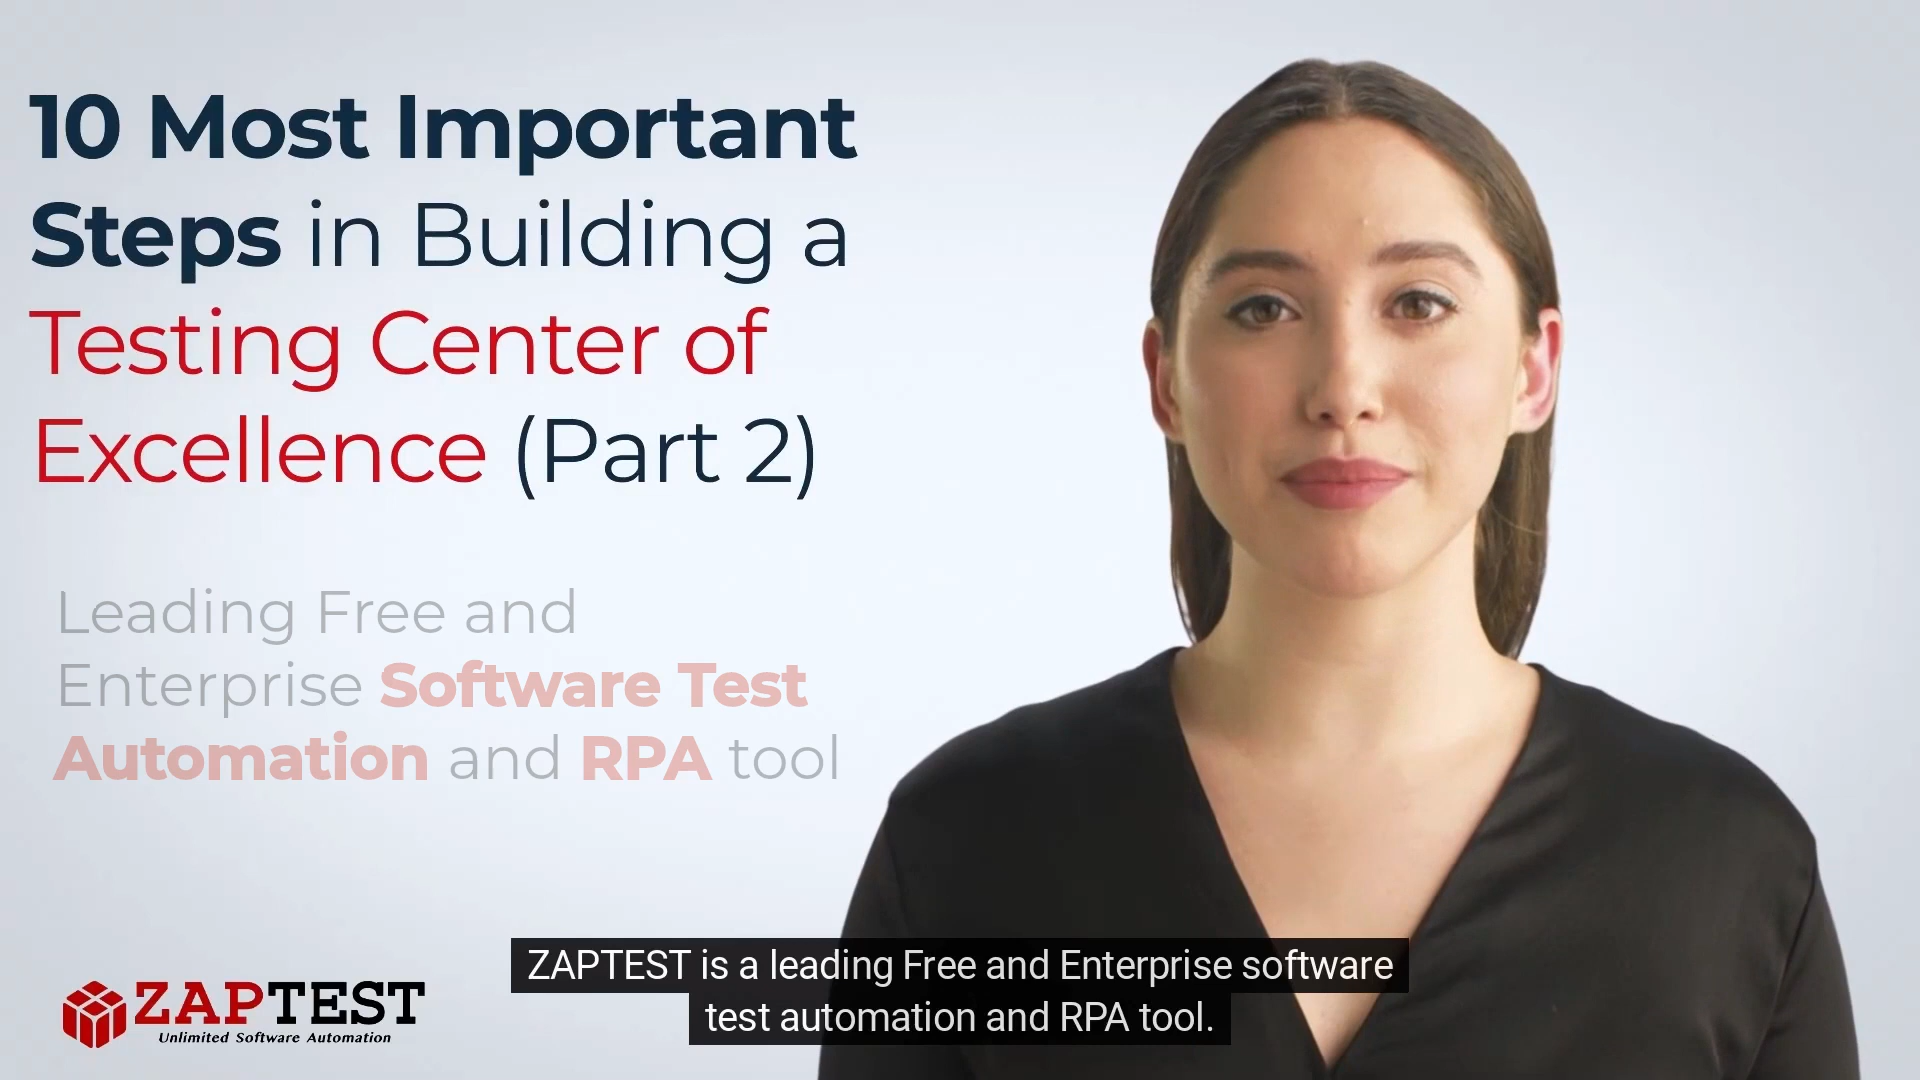 10 Most Important
Steps in Building a
Testing Center of
Excellence (Part 2)
Leading Free and
Enterprise Software Test
Automation and RPA tool
ZAPTEST is a leading Free and Enterprise software
test automation and RPA tool.
ZAPTEST
Unlimited Software Automation